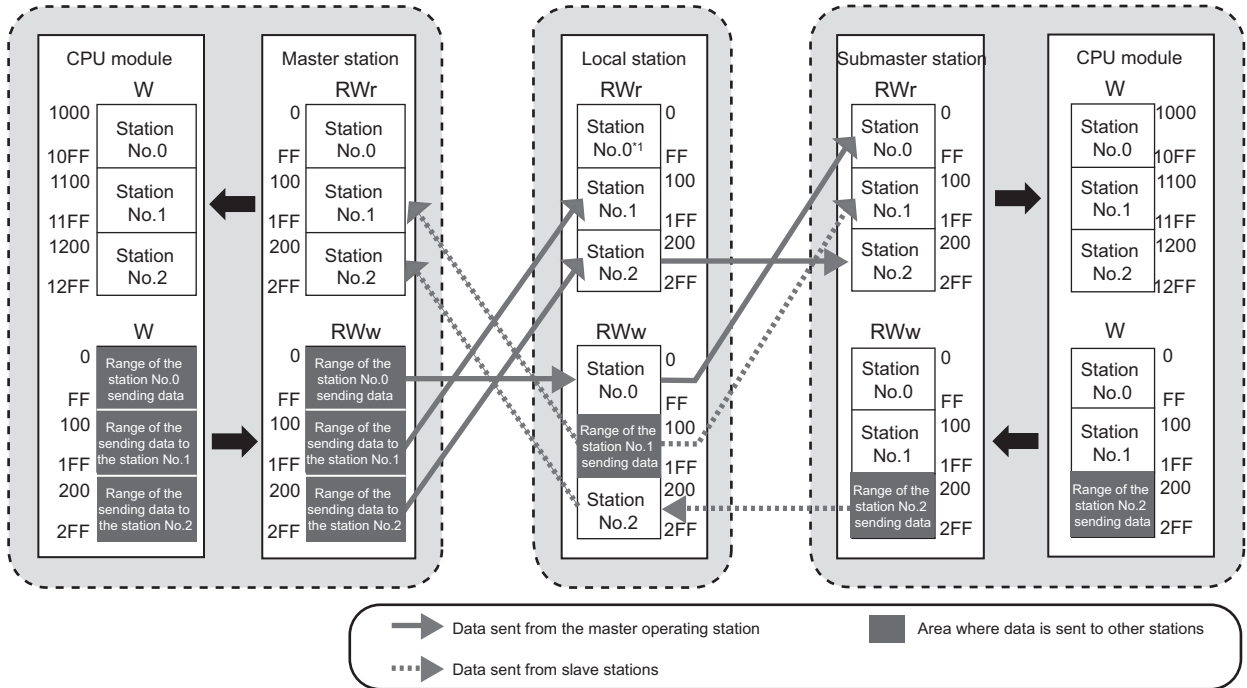 CPU module
W
1000
Station
No.0
10FF
1100
Station
No.1
11FF
1200
Station
No.2
12FF
W
0
Range of the
station No.0
sending data
FF
100
Range of the
sending data to
the station No.1
1FF
200
Range of the
sending data to
the station No.2
2FF
Master station
RWr
0
Station
No.0
FF
100
Station
No.1
1FF
200
Station
No.2
2FF
RWw
0
Range of the
station No.0
sending data
FF
100
Range of the
sending data to
the station No.1
1FF
200
Range of the
sending data to
the station No.2
2FF
Local station
RWr
Station
No.0*1
0
FF
Station
No.1
100
1FF
Station
No.2
200
2FF
RWw
Station
No.0
0
FF
Range of the
station No.1
sending data
100
1FF
Station
No.2
200
2FF
Submaster station
RWr
Station
No.0
0
FF
Station
No.1
100
1FF
Station
No.2
200
2FF
RWw
Station
No.0
0
FF
Station
No.1
100
1FF
Range of the
station No.2
sending data
200
2FF
CPU module
W
Station
No.0
1000
10FF
Station
No.1
1100
11FF
Station
No.2
1200
12FF
W
Station
No.0
0
FF
Station
No.1
100
1FF
Range of the
station No.2
sending data
200
2FF
Data sent from the master operating station
Area where data is sent to other stations
Data sent from slave stations